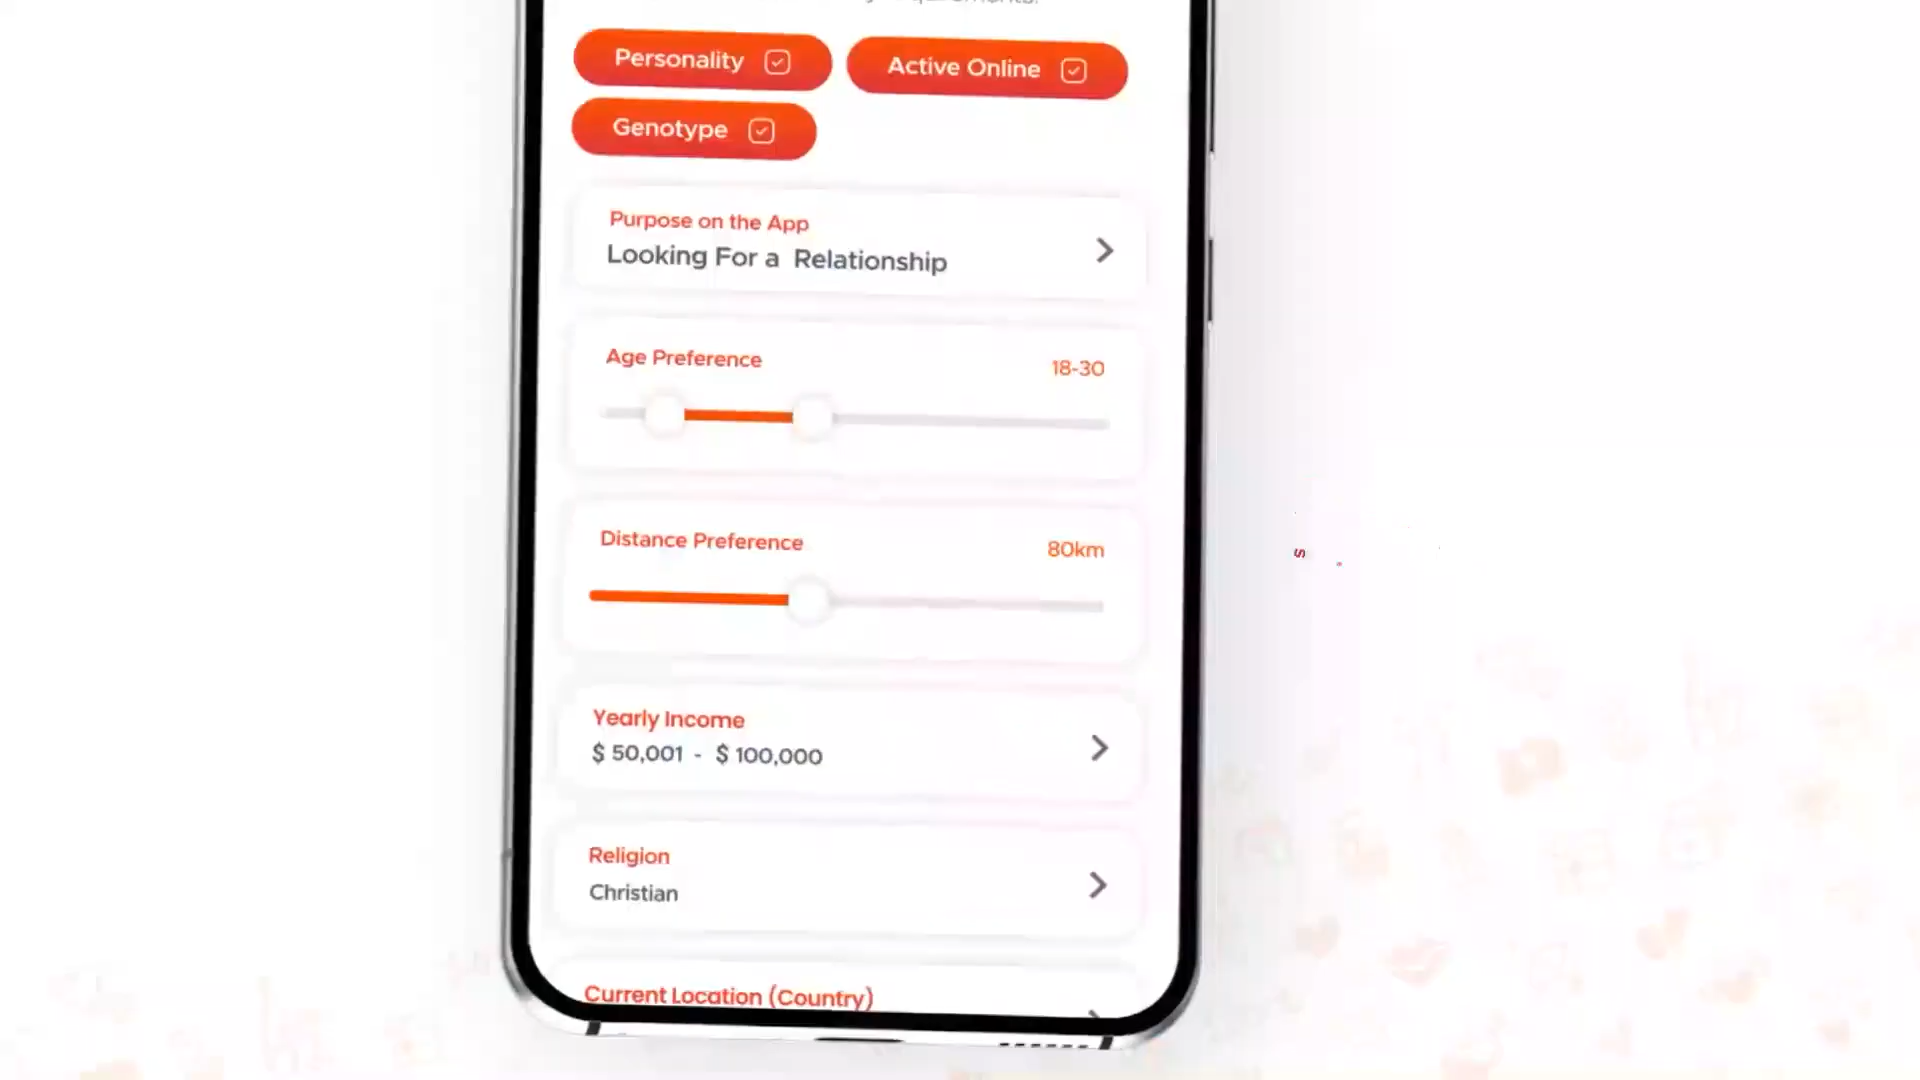 Personality
Active Online
Genotype
Purpose on the App
Looking For a Relationship
Age Preference
18-30
Distance Preference
80km
Yearly Income
$ 50,001 - $ 100,000
Religion
Christian
Current Location (Country)